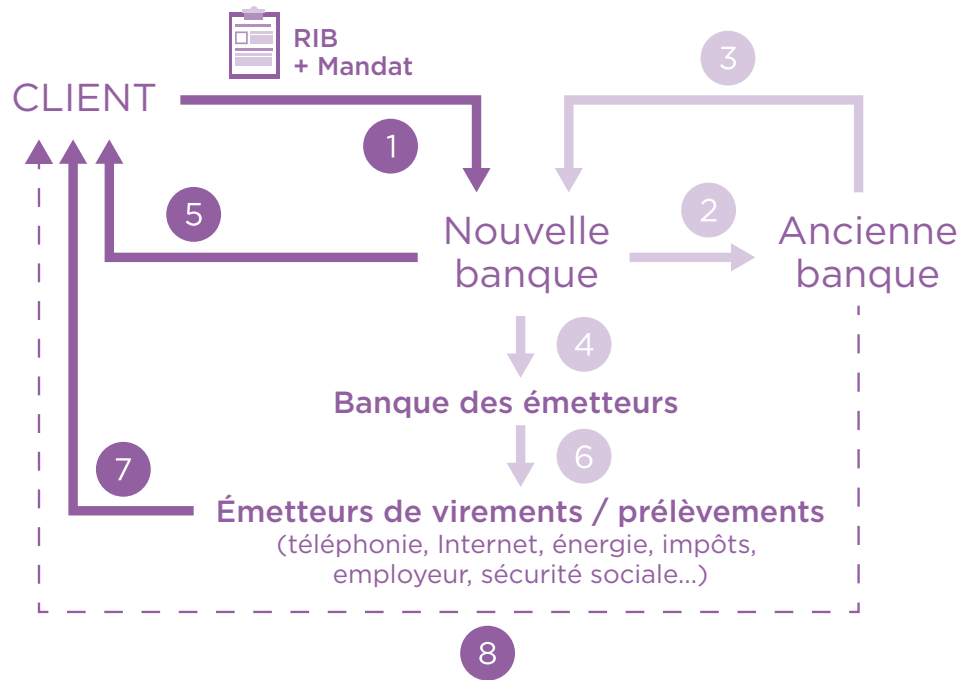 RIB
+ Mandat
3
CLIENT
1
5
2
Nouvelle
banque
Ancienne
banque
4
Banque des émetteurs
6
7
Émetteurs de virements / prélèvements
(téléphonie, Internet, énergie, impôts,
employeur, sécurité sociale...)
8